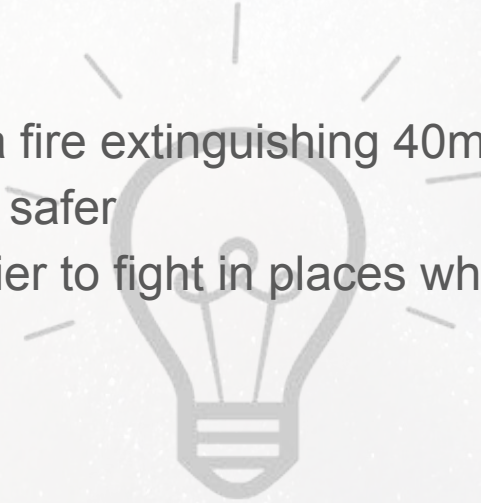 fire extinguishing 40m
safer
ier to fight in places wh